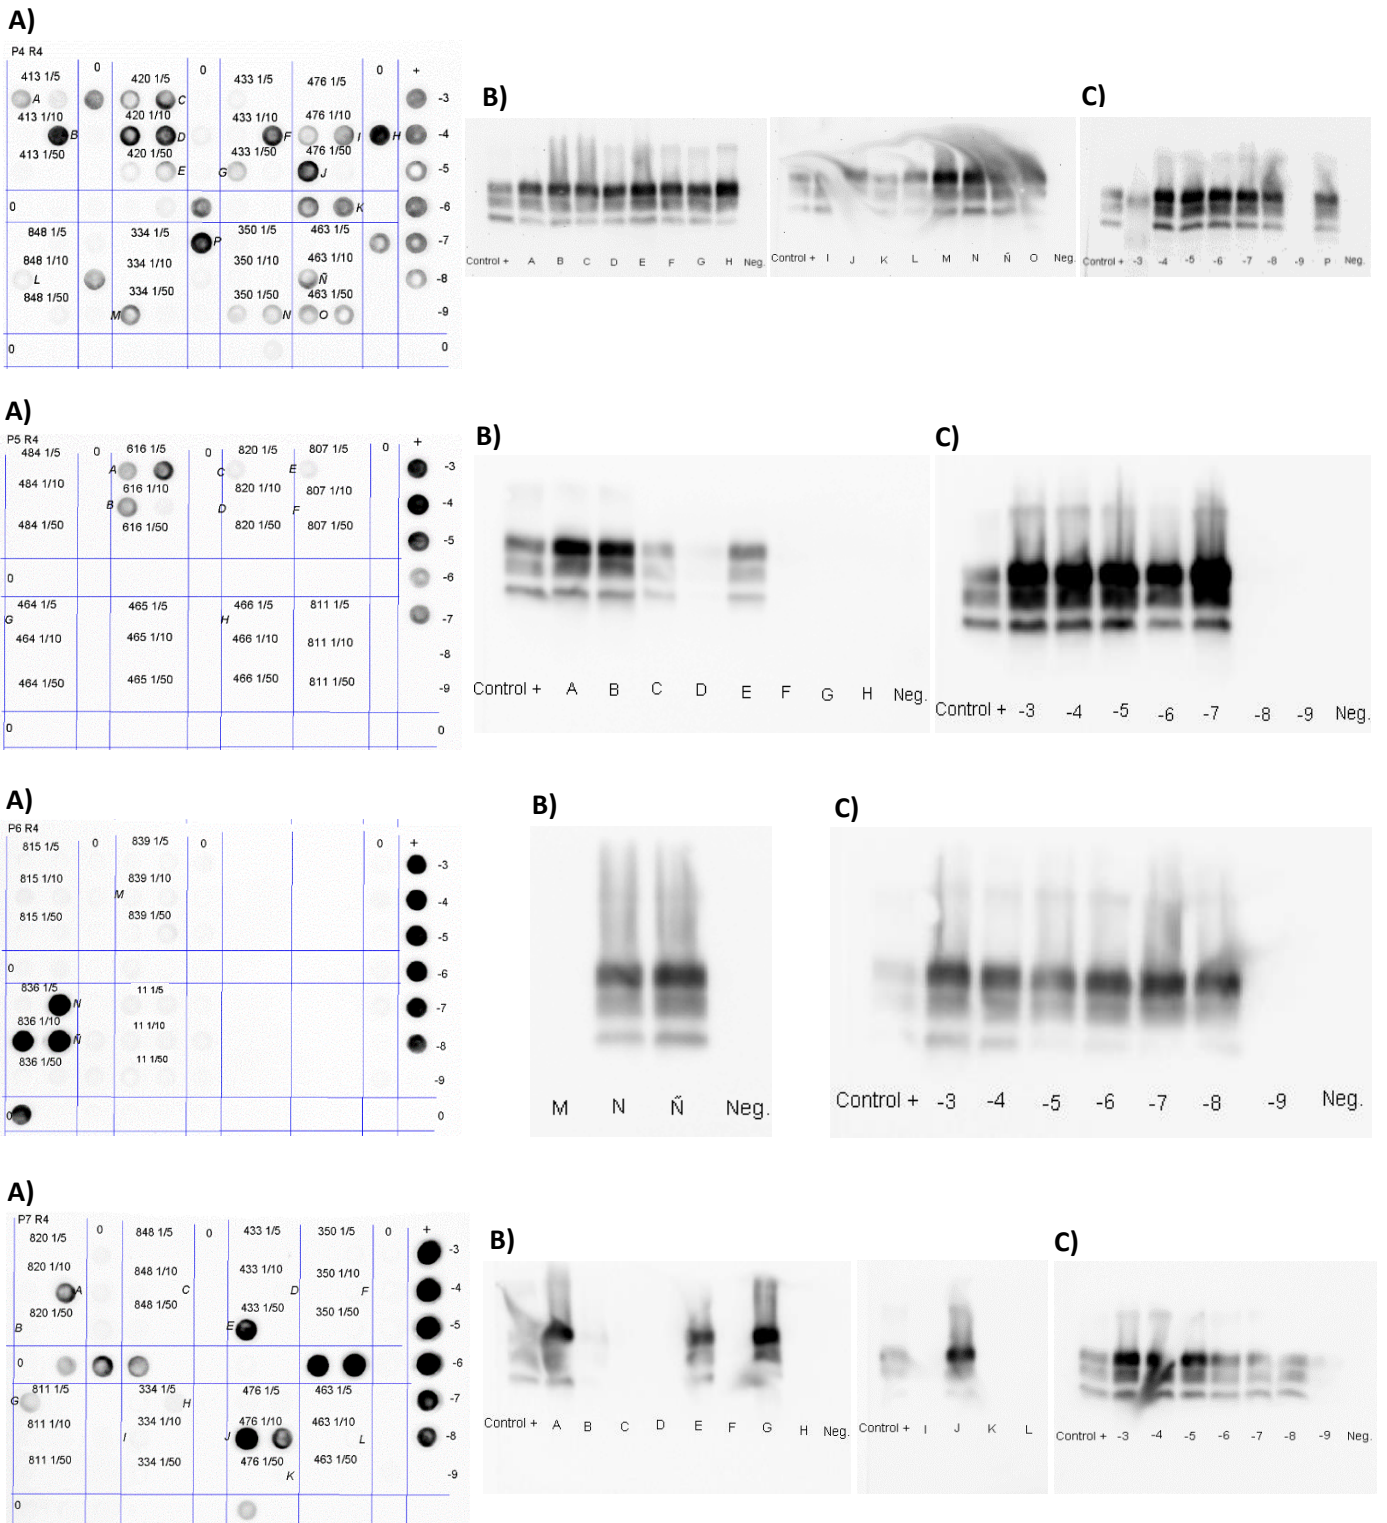 A)
P4 R4
0 0 0 +
413 1/5 420 1/5 433 1/5 476 1/5
A C -3
413 1/10 420 1/10 433 1/10 476 1/10
B D F I H -4
413 1/50 420 1/50 433 1/50 476 1/50
E G J -5
0 K -6
848 1/5 334 1/5 350 1/5 463 1/5
P -7
848 1/10 334 1/10 350 1/10 463 1/10
L Ñ -8
848 1/50 334 1/50 350 1/50 463 1/50
M N O -9
0 0
B)
Control + A B C D E F G H Neg.
Control + I J K L M N Ñ O Neg.
C)
Control + -3 -4 -5 -6 -7 -8 -9 P Neg.
A)
P5 R4
0 0 0 +
484 1/5 616 1/5 820 1/5 807 1/5
A C E -3
484 1/10 616 1/10 820 1/10 807 1/10
B D F -4
484 1/50 616 1/50 820 1/50 807 1/50
-5
0 -6
464 1/5 465 1/5 466 1/5 811 1/5
G H -7
464 1/10 465 1/10 466 1/10 811 1/10
-8
464 1/50 465 1/50 466 1/50 811 1/50
-9
0 0
B)
Control + A B C D E F G H Neg.
C)
Control + -3 -4 -5 -6 -7 -8 -9 Neg.
A)
P6 R4
0 0 0 +
815 1/5 839 1/5
-3
815 1/10 839 1/10
M -4
815 1/50 839 1/50
-5
0 -6
836 1/5 11 1/5
N -7
836 1/10 11 1/10
Ñ -8
836 1/50 11 1/50
-9
0 0
B)
M N Ñ Neg.
C)
Control + -3 -4 -5 -6 -7 -8 -9 Neg.
A)
P7 R4
0 0 0 +
820 1/5 848 1/5 433 1/5 350 1/5
-3
820 1/10 848 1/10 433 1/10 350 1/10
A C D F -4
820 1/50 848 1/50 433 1/50 350 1/50
B E -5
0 -6
811 1/5 334 1/5 476 1/5 463 1/5
G H -7
811 1/10 334 1/10 476 1/10 463 1/10
I J L -8
811 1/50 334 1/50 476 1/50 463 1/50
K -9
0
B)
Control + A B C D E F G H Neg.
Control + I J K L
C)
Control + -3 -4 -5 -6 -7 -8 -9 Neg.